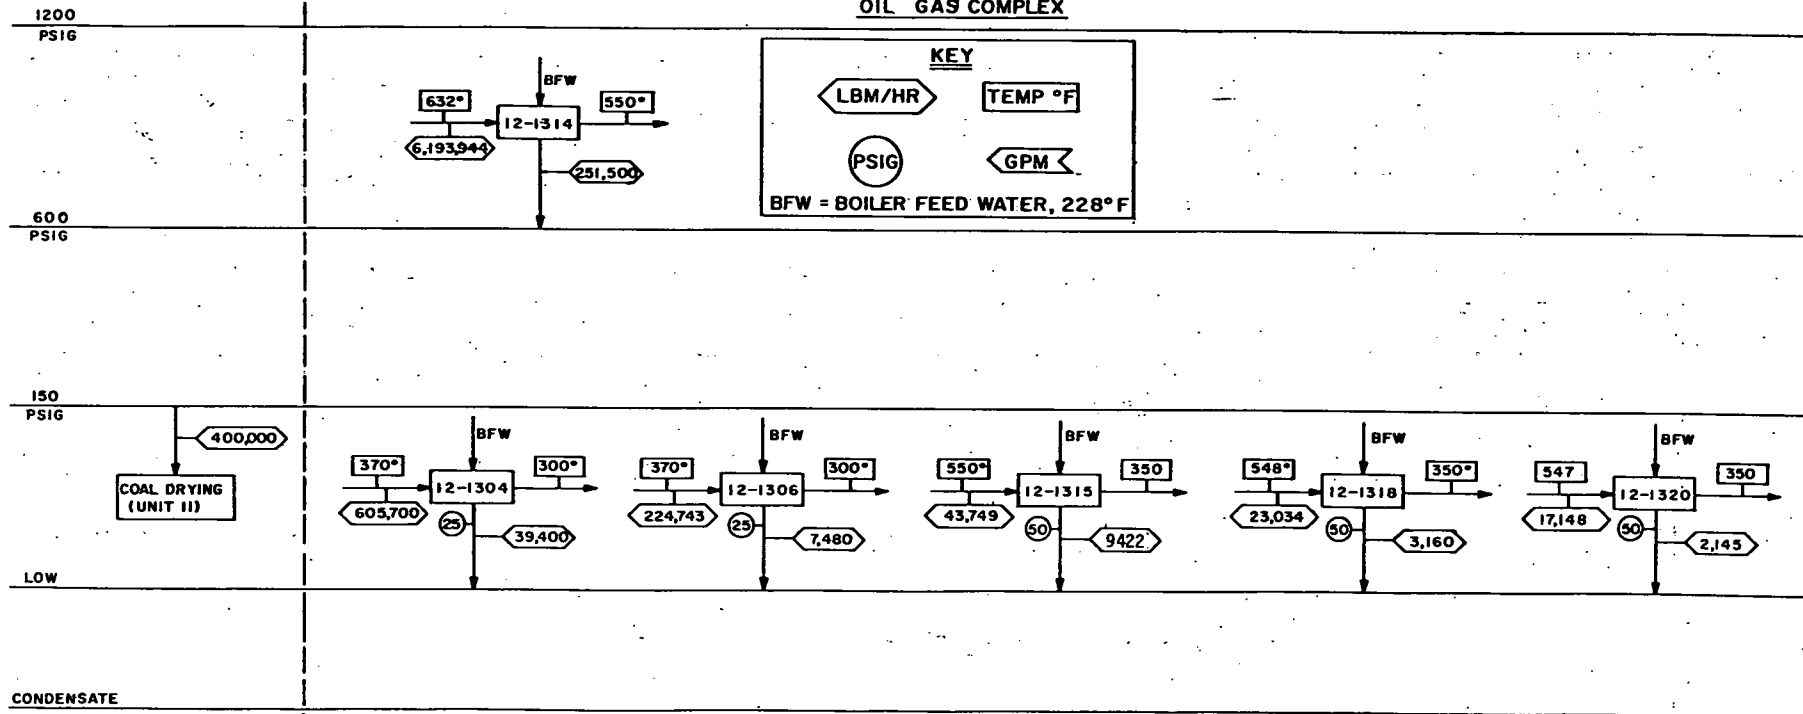 OIL GAS COMPLEX
1200
PSIG
KEY
LBM/HR
TEMP °F
PSIG
GPM
BFW = BOILER FEED WATER, 228°F
BFW
632°
12-1314
550°
6,193,944
251,500
600
PSIG
150
PSIG
400,000
COAL DRYING
(UNIT 11)
BFW
370°
12-1304
300°
605,700
25
39,400
BFW
370°
12-1306
300°
224,743
25
7,480
BFW
550°
12-1315
350
43,749
50
9422
BFW
548°
12-1318
350°
23,034
50
3,160
BFW
547
12-1320
350
17,148
50
2,145
LOW
CONDENSATE